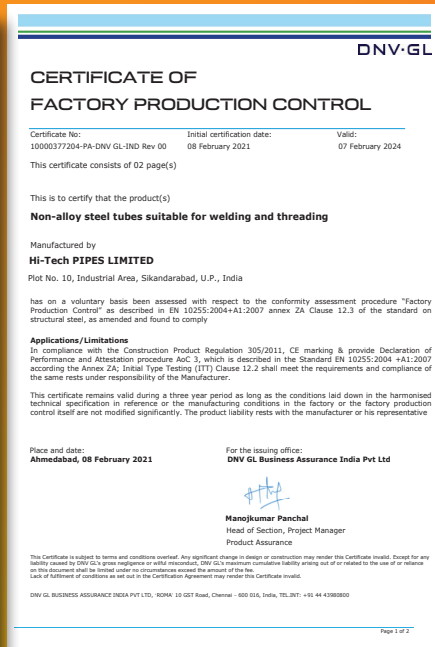 DNV·GL
CERTIFICATE OF
FACTORY PRODUCTION CONTROL
Certificate No: Initial certification date: Valid:
10000377204-PA-DNV GL-IND Rev 00 08 February 2021 07 February 2024
This certificate consists of 02 page(s)
This is to certify that the product(s)
Non-alloy steel tubes suitable for welding and threading
Manufactured by
Hi-Tech PIPES LIMITED
Plot No. 10, Industrial Area, Sikandarabad, U.P., India
has on a voluntary basis been assessed with respect to the conformity assessment procedure “Factory
Production Control” as described in EN 10255:2004+A1:2007 annex ZA Clause 12.3 of the standard on
structural steel, as amended and found to comply
Applications/Limitations
In compliance with the Construction Product Regulation 305/2011, CE marking & provide Declaration of
Performance and Attestation procedure AoC 3, which is described in the Standard EN 10255:2004 +A1:2007
according the Annex ZA; Initial Type Testing (ITT) Clause 12.2 shall meet the requirements and compliance of
the same rests under responsibility of the Manufacturer.
This certificate remains valid during a three year period as long as the conditions laid down in the harmonised
technical specification in reference or the manufacturing conditions in the factory or the factory production
control itself are not modified significantly. The product liability rests with the manufacturer or his representative
Place and date: For the issuing office:
Ahmedabad, 08 February 2021 DNV GL Business Assurance India Pvt Ltd
Manojkumar Panchal
Head of Section, Project Manager
Product Assurance
This Certificate is subject to terms and conditions overleaf. Any significant change in design or construction may render this Certificate invalid. Except for any
liability caused by DNV GL's gross negligence or wilful misconduct, DNV GL's maximum cumulative liability arising out of or related to the use of or reliance
on this document shall be limited under no circumstances exceed the amount of the fee.
Lack of fulfilment of conditions as set out in the Certification Agreement may render this Certificate invalid.
DNV GL BUSINESS ASSURANCE INDIA PVT LTD, 'ROMA' 10 GST Road, Chennai - 600 016, India, TEL.INT: +91 44 43980800
Page 1 of 2